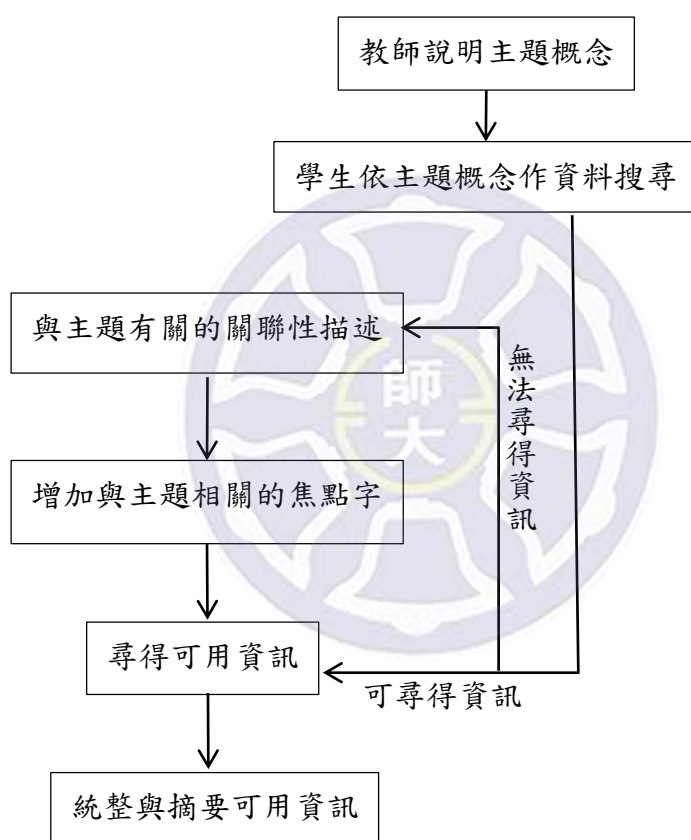 教師說明主題概念
學生依主題概念作資料搜尋
與主題有關的關聯性描述
無法尋得資訊
師大
增加與主題相關的焦點字
尋得可用資訊
可尋得資訊
統整與摘要可用資訊